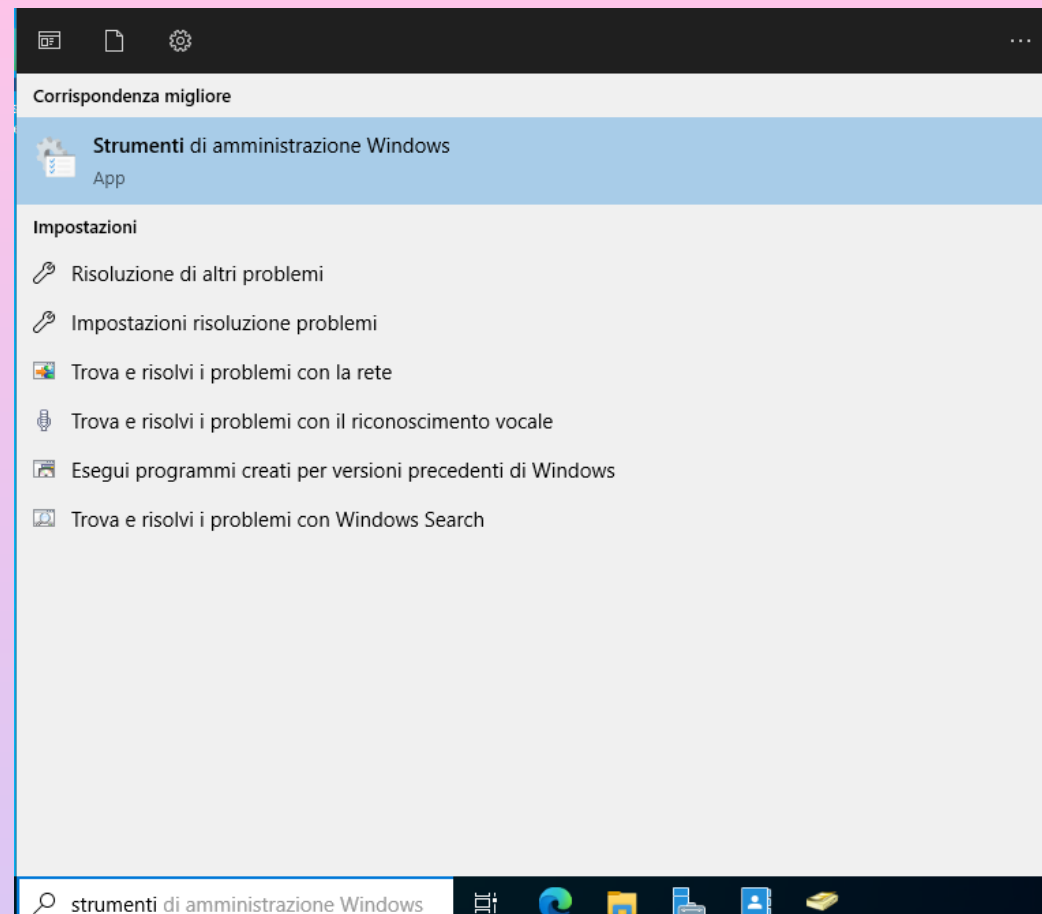 ...
Corrispondenza migliore
Strumenti di amministrazione Windows
App
Impostazioni
Risoluzione di altri problemi
Impostazioni risoluzione problemi
Trova e risolvi i problemi con la rete
Trova e risolvi i problemi con il riconoscimento vocale
Esegui programmi creati per versioni precedenti di Windows
Trova e risolvi i problemi con Windows Search
strumenti di amministrazione Windows